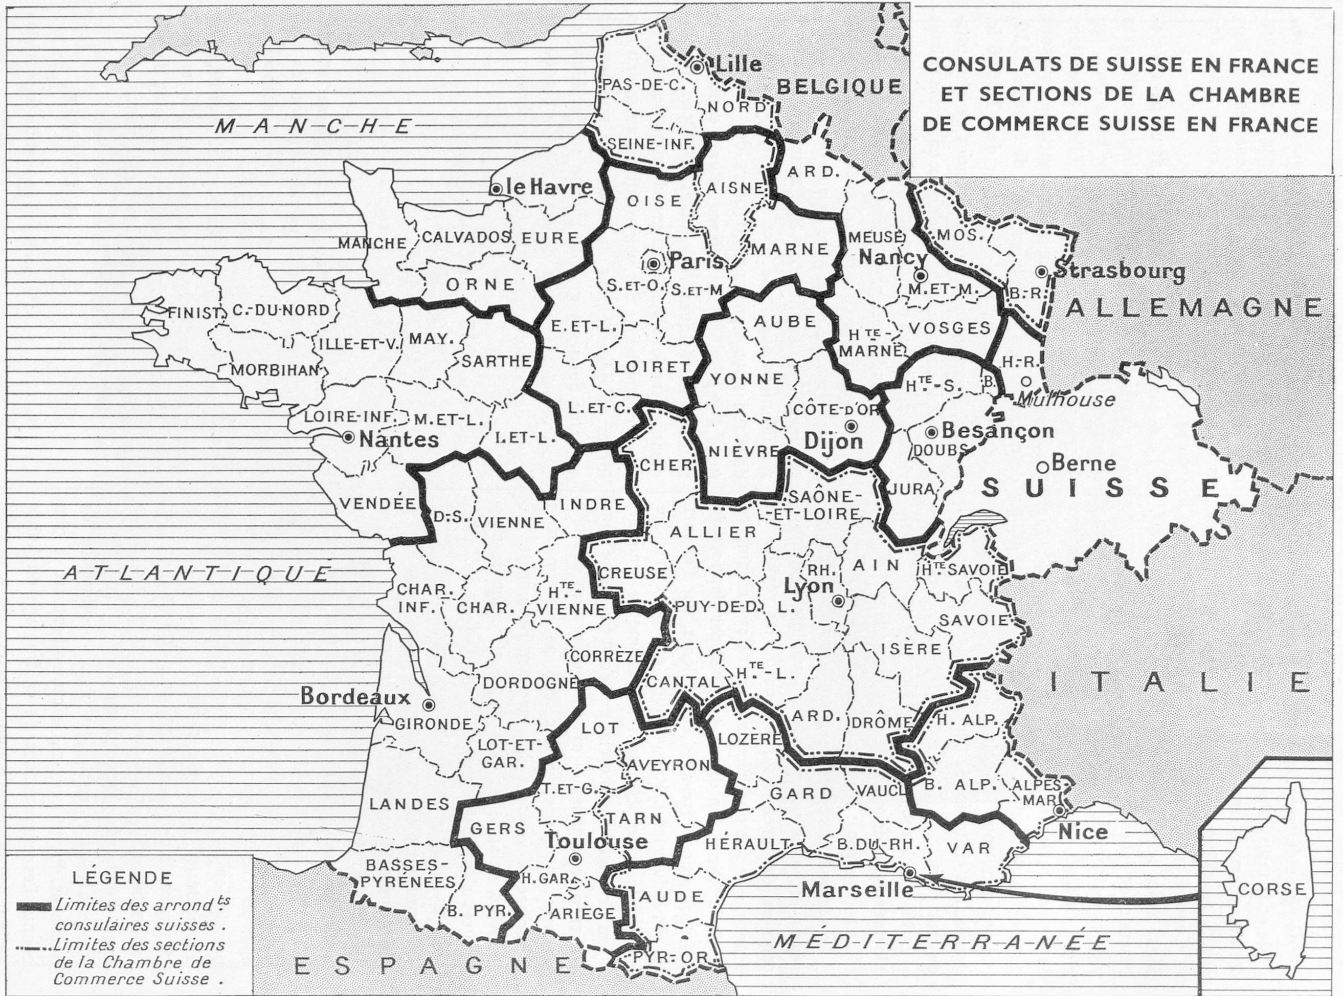 CONSULATS DE SUISSE EN FRANCE
ET SECTIONS DE LA CHAMBRE
DE COMMERCE SUISSE EN FRANCE
Lille
PAS-DE-C.
BELGIQUE
NORD
MANCHE
SEINE-INF.
ARD.
le Havre
AISNE
OISE
MANCHE
CALVADOS
EURE
MEUSE
MOS.
MARNE
Nancy
Paris
Strasbourg
ORNE
S.ET-O.
S.ET-M
M.ET-M.
B.-R
ALLEMAGNE
FINIST.
C.-DU-NORD
AUBE
E.ET-L.
VOSGES
ILLE-ET-V.
MAY.
HTE-
MARNE
SARTHE
LOIRET
H.-R.
MORBIHAN
YONNE
HTE-S.
B.
Mulhouse
LOIRE-INF.
M.ET-L.
L.ET-C.
CÔTE-D'OR
Nantes
I.ET-L.
Dijon
Besançon
NIÈVRE
DOUBS
CHER
Berne
SUISSE
VENDÉE
INDRE
JURA
SAÔNE-
ET-LOIRE
D.-S.
VIENNE
ALLIER
ATLANTIQUE
CREUSE
RH.
AIN
HTE SAVOIE
CHAR.
INF.
CHAR.
HTE-
VIENNE
PUY-DE-D.
L.
Lyon
SAVOIE
ISÈRE
CORRÈZE
DORDOGNE
CANTAL
HTE-L.
ITALIE
Bordeaux
GIRONDE
ARD.
DRÔME
H. ALP.
LOT
LOZÈRE
LOT-ET-
GAR.
AVEYRON
T.ET-G.
GARD
VAUCL
B. ALP.
ALPES
MAR.
LANDES
GERS
TARN
Nice
Toulouse
HÉRAULT
B.DU-RH.
VAR
BASSES-
PYRÉNÉES
H.GAR.
Marseille
CORSE
AUDE
B. PYR.
ARIÈGE
MÉDITERRANÉE
PYR-OR.
ESPAGNE
LÉGENDE
Limites des arrondts
consulaires suisses.
Limites des sections
de la Chambre de
Commerce Suisse.